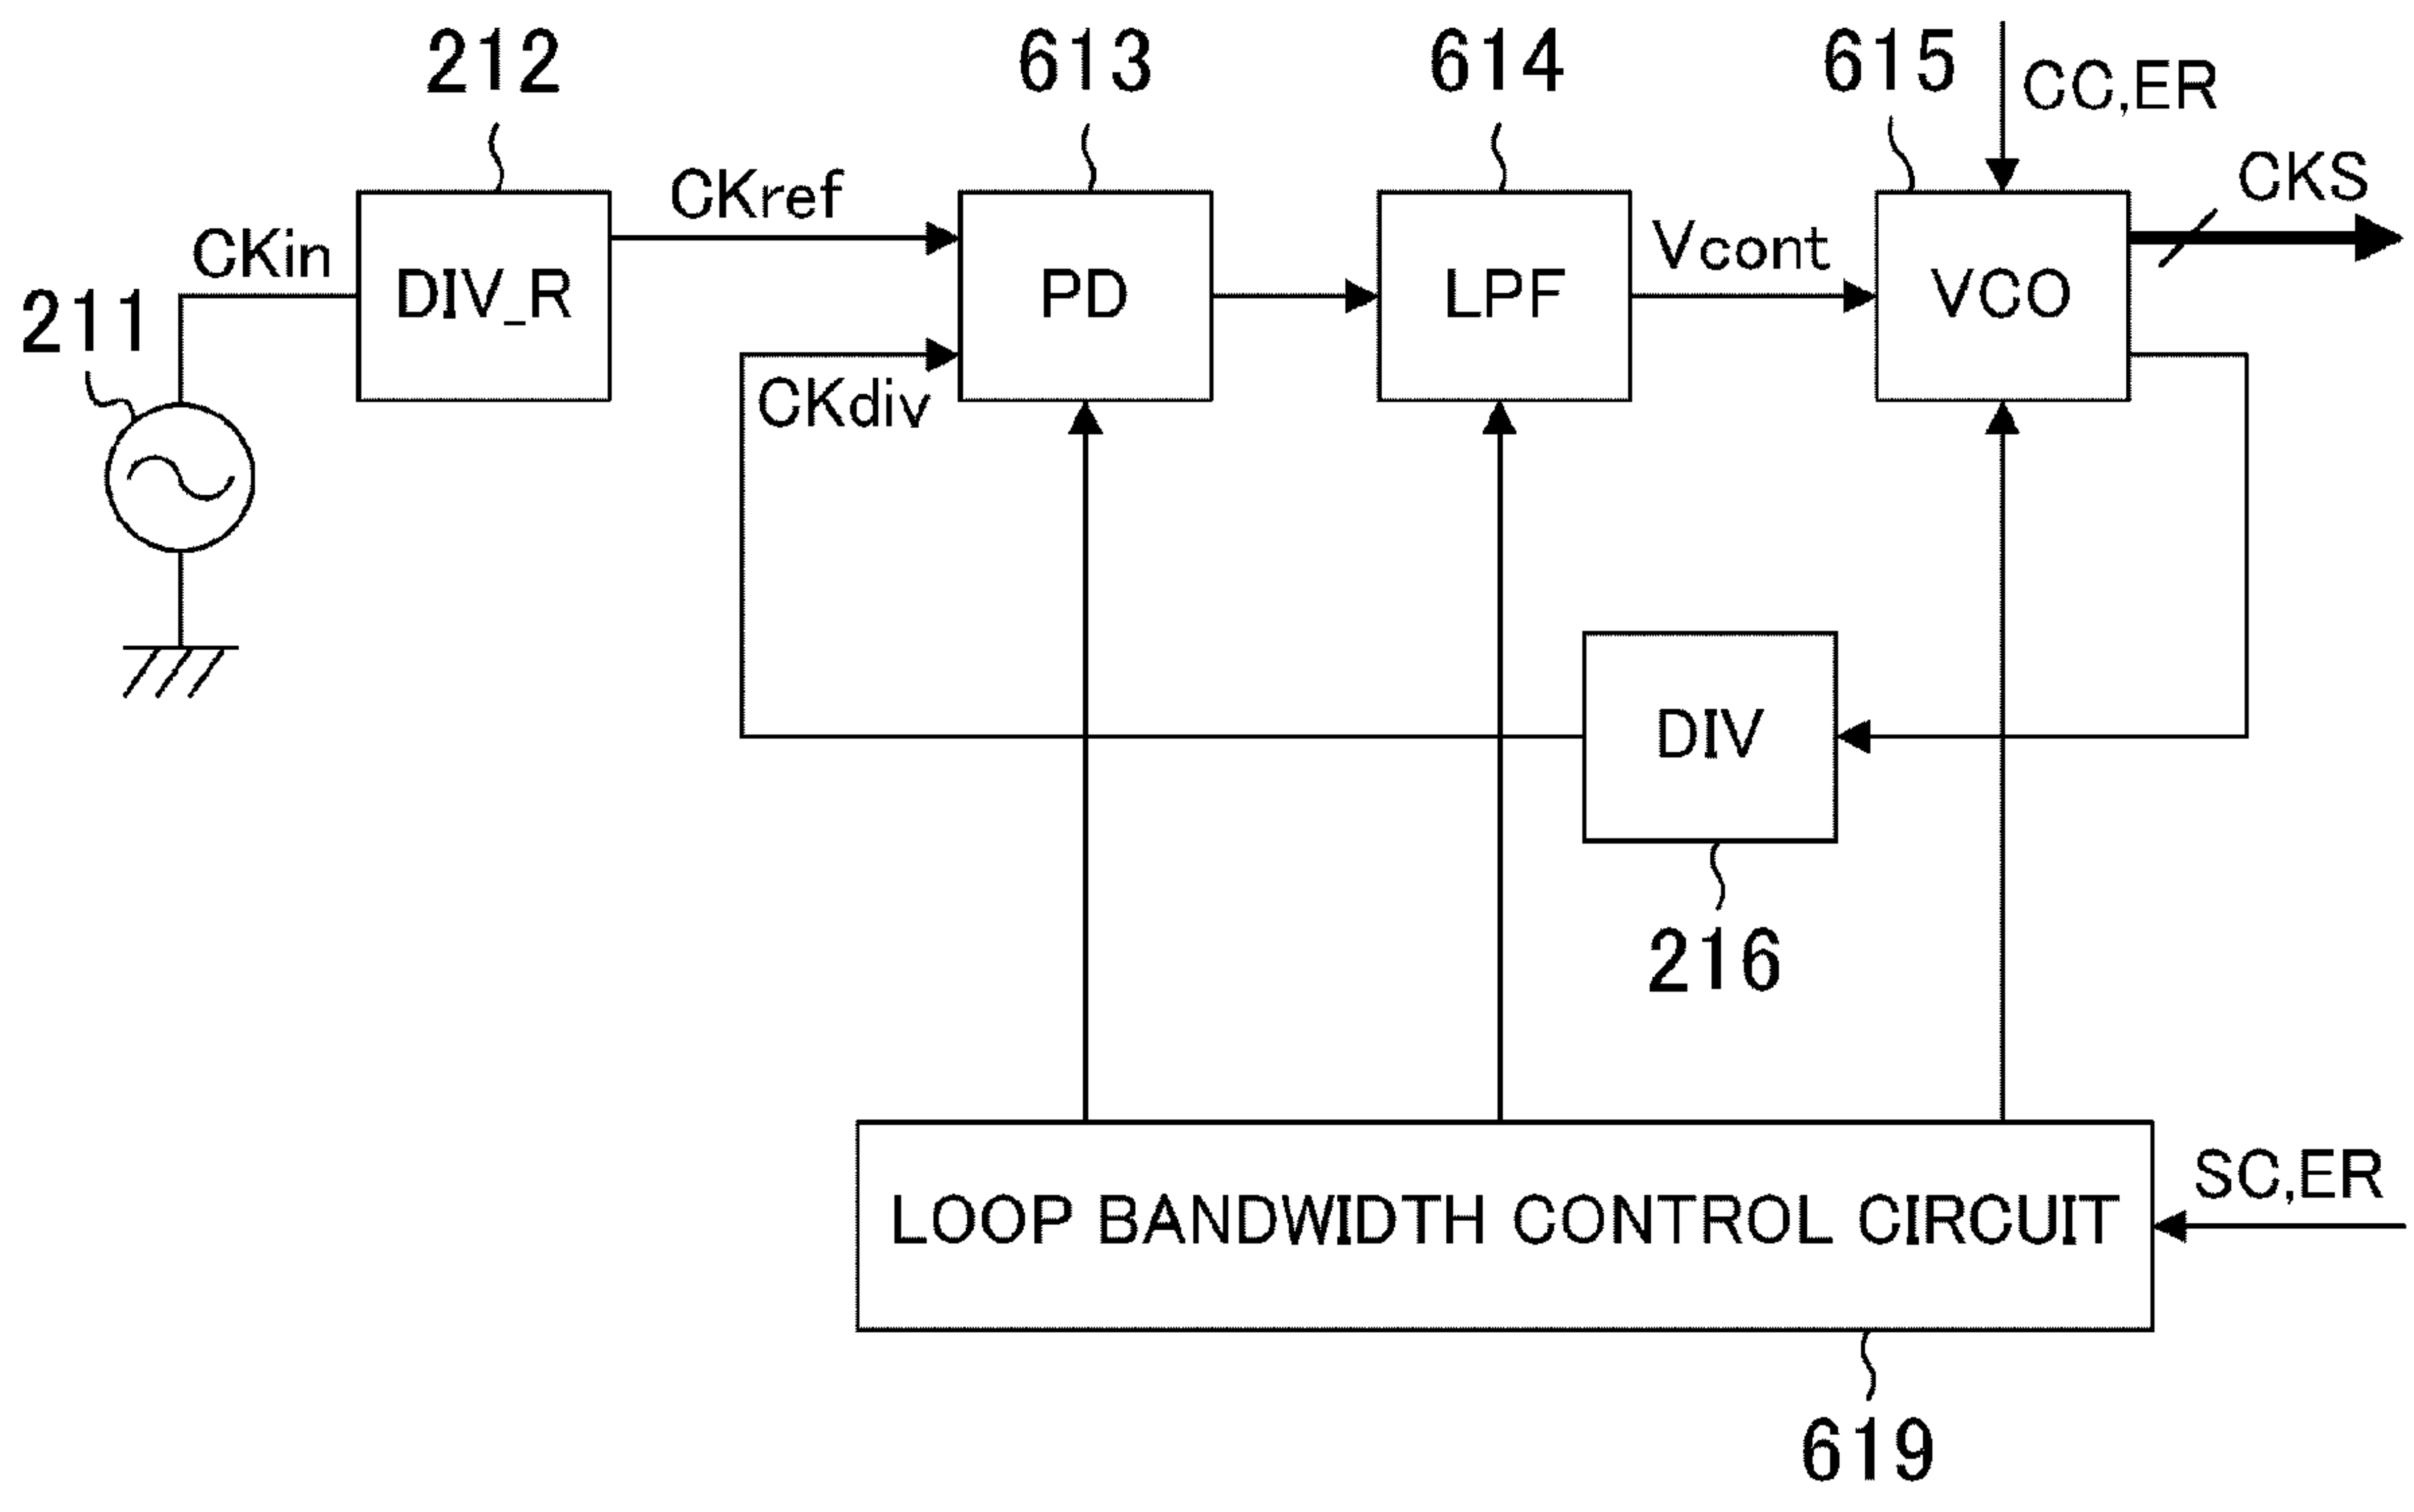 212
613
614
615
CC,ER
CKS
CKref
CKin
Vcont
211
DIV_R
PD
LPF
VCO
CKdiv
DIV
216
SC,ER
LOOP BANDWIDTH CONTROL CIRCUIT
619